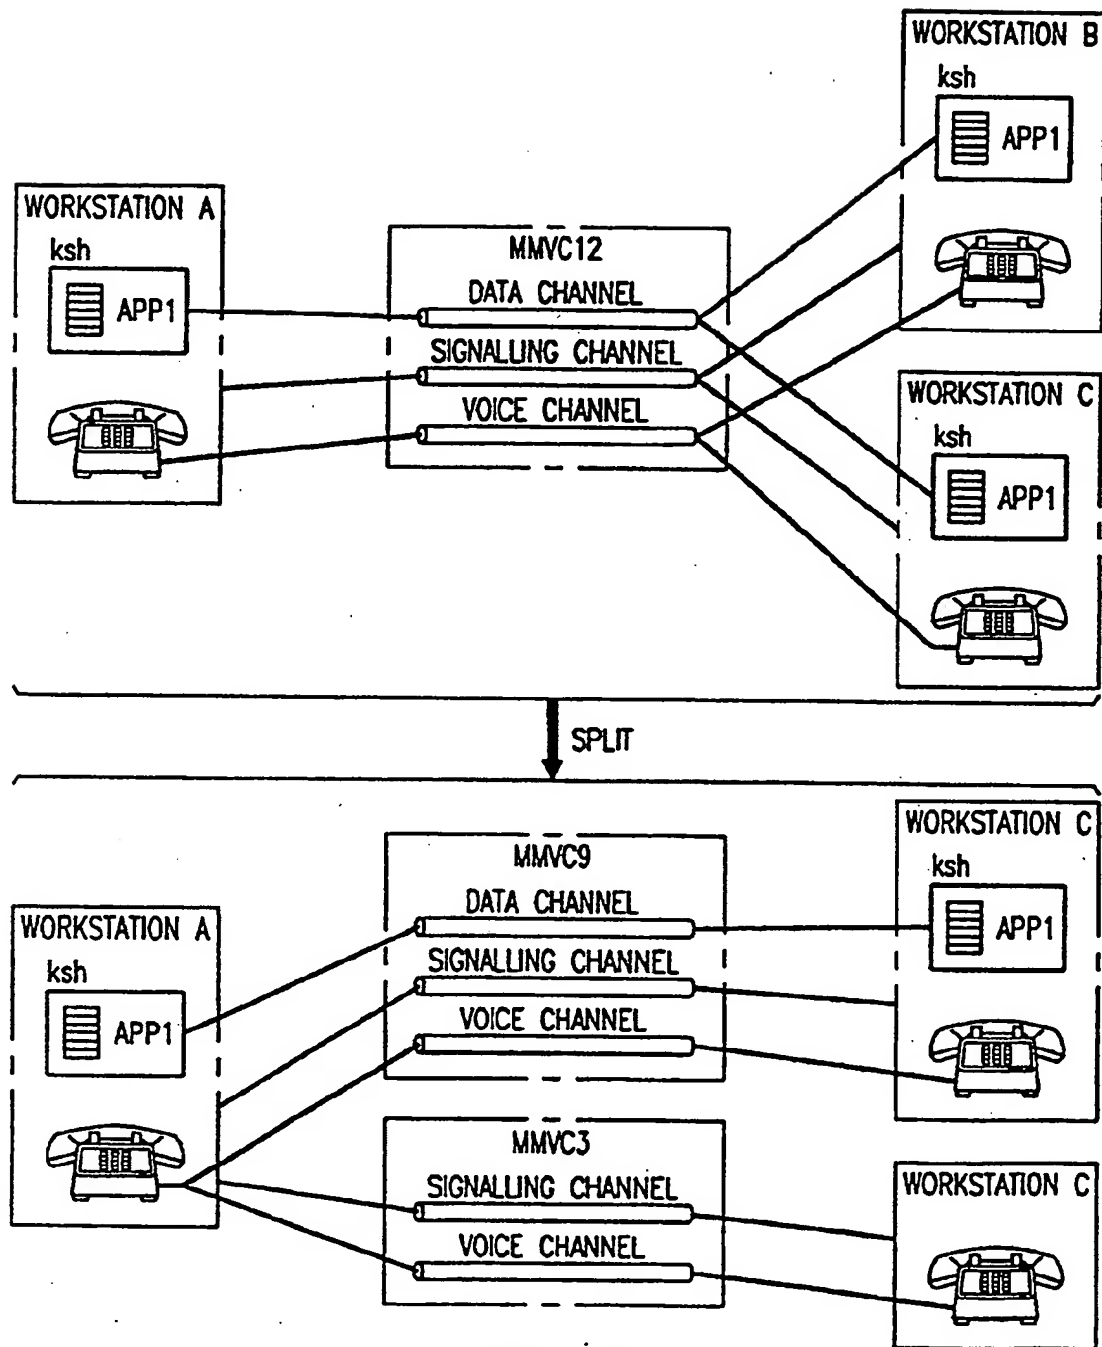 WORKSTATION B
ksh
APP1
WORKSTATION A
ksh
APP1
MMVC12
DATA CHANNEL
SIGNALLING CHANNEL
VOICE CHANNEL
WORKSTATION C
ksh
APP1
SPLIT
WORKSTATION C
ksh
APP1
MMVC9
DATA CHANNEL
SIGNALLING CHANNEL
VOICE CHANNEL
WORKSTATION A
ksh
APP1
MMVC3
SIGNALLING CHANNEL
VOICE CHANNEL
WORKSTATION C